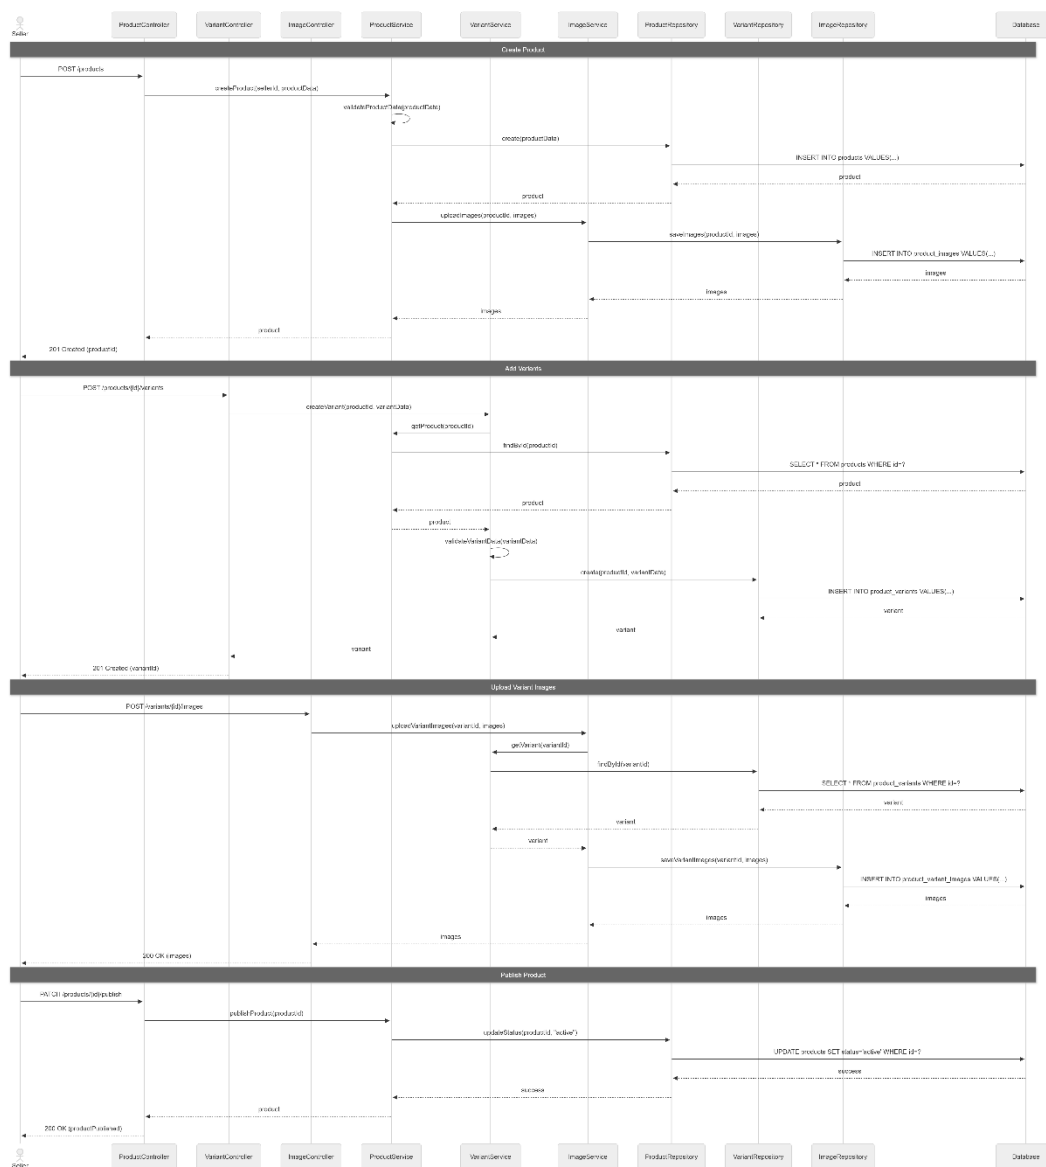 Seller
ProductController
VariantController
ImageController
ProductService
VariantService
ImageService
ProductRepository
VariantRepository
ImageRepository
Database
Create Product
POST /products
createProduct(sellerId, productData)
validateProductData(productData)
create(productData)
INSERT INTO products VALUES(...)
product
product
uploadImages(productId, images)
saveImages(productId, images)
INSERT INTO product_images VALUES(...)
images
images
images
product
201 Created (productId)
Add Variants
POST /products/{id}/variants
createVariant(productId, variantData)
getProduct(productId)
findById(productId)
SELECT * FROM products WHERE id=?
product
product
product
validateVariantData(variantData)
create(productId, variantData)
INSERT INTO product_variants VALUES(...)
variant
variant
variant
201 Created (variantId)
Upload Variant Images
POST /variants/{id}/images
uploadVariantImages(variantId, images)
getVariant(variantId)
findById(variantId)
SELECT * FROM product_variants WHERE id=?
variant
variant
variant
saveVariantImages(variantId, images)
INSERT INTO product_variant_images VALUES(...)
images
images
images
200 OK (images)
Publish Product
PATCH /products/{id}/publish
publishProduct(productId)
updateStatus(productId, "active")
UPDATE products SET status='active' WHERE id=?
success
success
product
200 OK (productPublished)
Seller
ProductController
VariantController
ImageController
ProductService
VariantService
ImageService
ProductRepository
VariantRepository
ImageRepository
Database